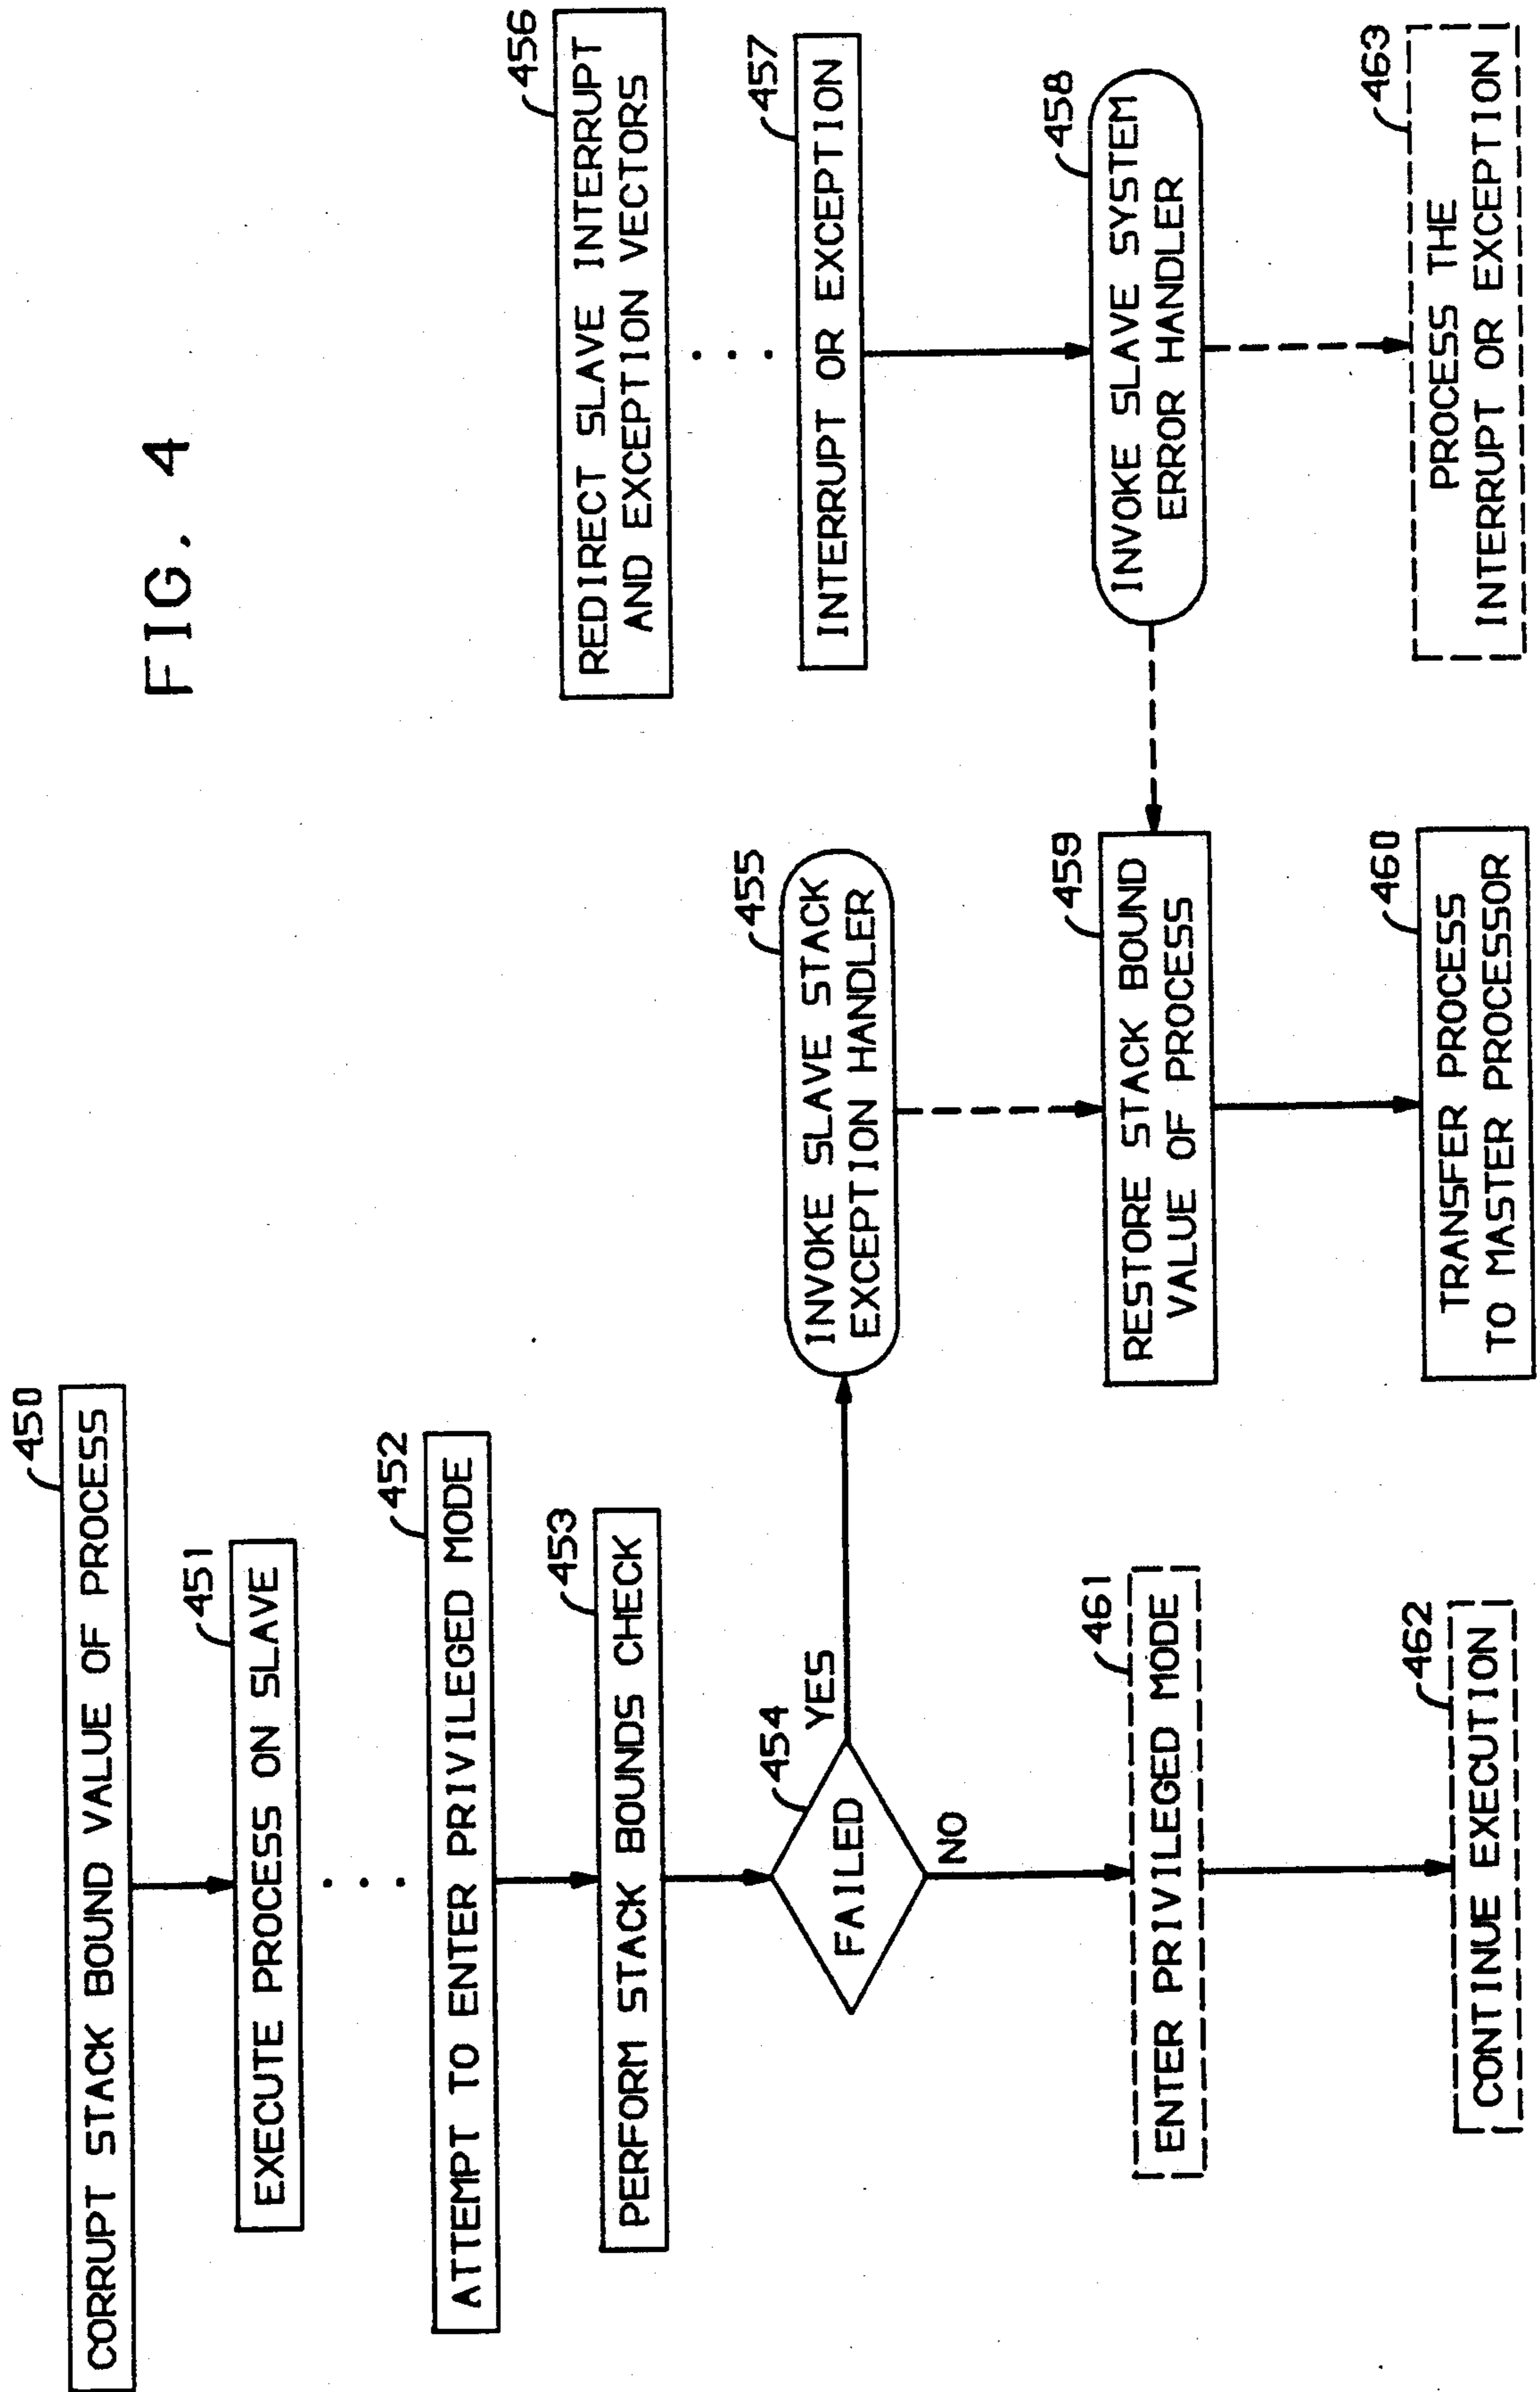 FIG. 4
450
CORRUPT STACK BOUND VALUE OF PROCESS
451
EXECUTE PROCESS ON SLAVE
452
ATTEMPT TO ENTER PRIVILEGED MODE
453
PERFORM STACK BOUNDS CHECK
454
FAILED
YES
NO
461
ENTER PRIVILEGED MODE
462
CONTINUE EXECUTION
455
INVOKE SLAVE STACK
EXCEPTION HANDLER
459
RESTORE STACK BOUND
VALUE OF PROCESS
460
TRANSFER PROCESS
TO MASTER PROCESSOR
456
REDIRECT SLAVE INTERRUPT
AND EXCEPTION VECTORS
457
INTERRUPT OR EXCEPTION
458
INVOKE SLAVE SYSTEM
ERROR HANDLER
463
PROCESS THE
INTERRUPT OR EXCEPTION